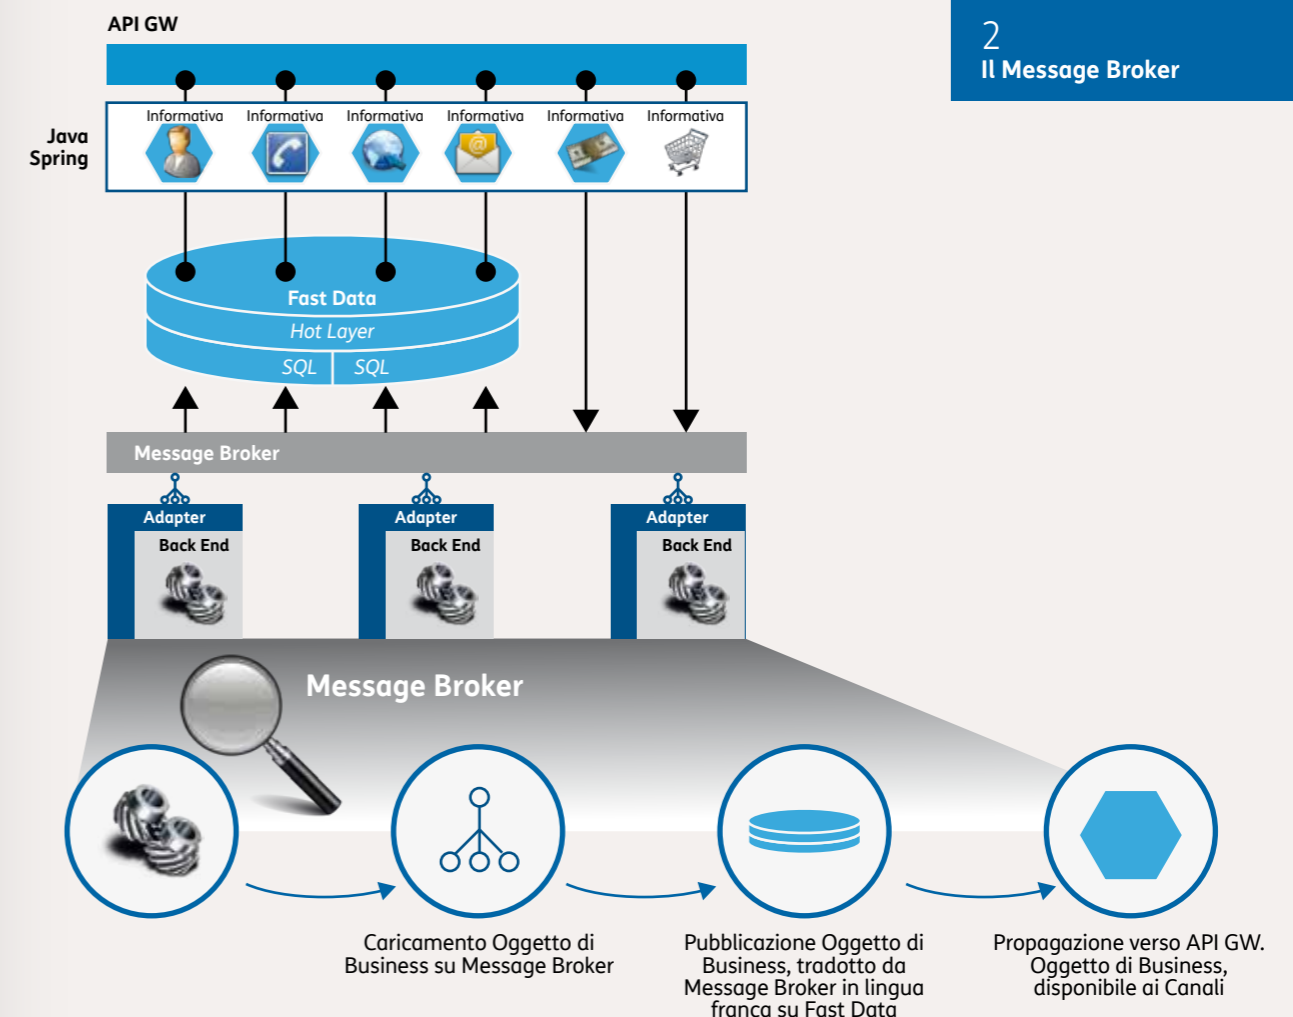 API GW
2
Il Message Broker
Java
Spring
Informativa Informativa Informativa Informativa Informativa Informativa
@
Fast Data
Hot Layer
SQL SQL
Message Broker
Adapter Adapter Adapter
Back End Back End Back End
Message Broker
Caricamento Oggetto di
Business su Message Broker
Pubblicazione Oggetto di
Business, tradotto da
Message Broker in lingua
franca su Fast Data
Propagazione verso API GW.
Oggetto di Business,
disponibile ai Canali